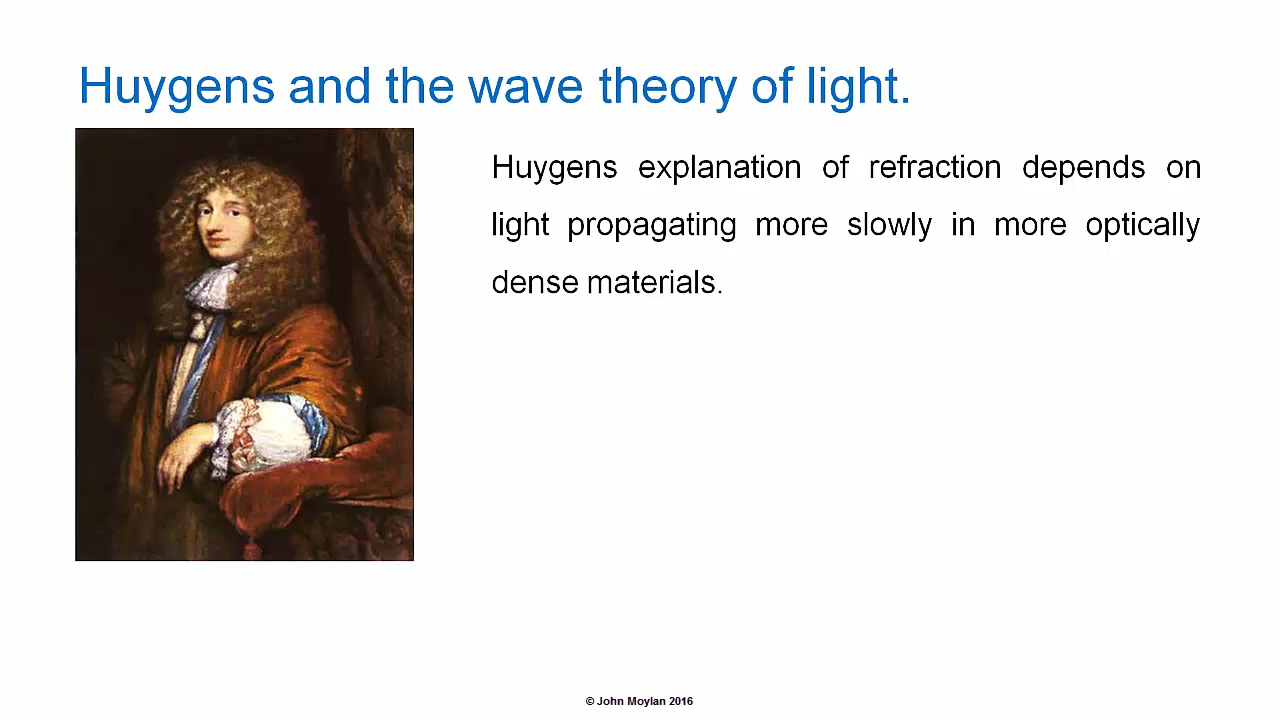 Huygens and the wave theory of light.
Huygens explanation of refraction depends on
light propagating more slowly in more optically
dense materials.
© John Moylan 2016